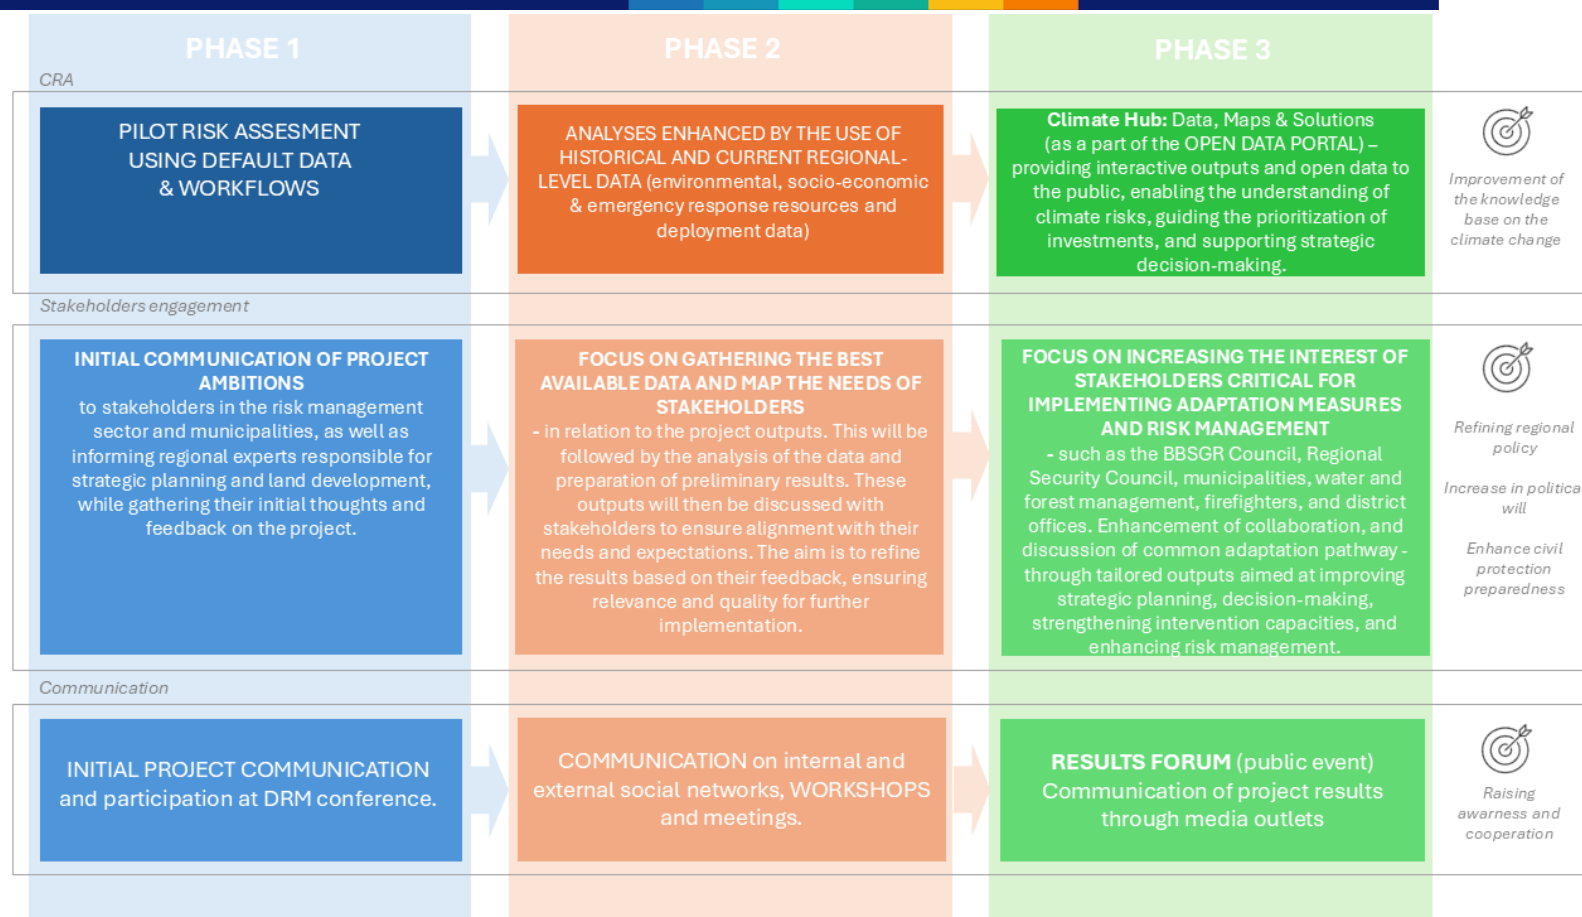 PHASE 1
PHASE 2
PHASE 3
CRA
PILOT RISK ASSESMENT
USING DEFAULT DATA
& WORKFLOWS
ANALYSES ENHANCED BY THE USE OF
HISTORICAL AND CURRENT REGIONAL-
LEVEL DATA (environmental, socio-economic
& emergency response resources and
deployment data)
Climate Hub: Data, Maps & Solutions
(as a part of the OPEN DATA PORTAL) –
providing interactive outputs and open data to
the public, enabling the understanding of
climate risks, guiding the prioritization of
investments, and supporting strategic
decision-making.
Improvement of
the knowledge
base on the
climate change
Stakeholders engagement
INITIAL COMMUNICATION OF PROJECT
AMBITIONS
to stakeholders in the risk management
sector and municipalities, as well as
informing regional experts responsible for
strategic planning and land development,
while gathering their initial thoughts and
feedback on the project.
FOCUS ON GATHERING THE BEST
AVAILABLE DATA AND MAP THE NEEDS OF
STAKEHOLDERS
- in relation to the project outputs. This will be
followed by the analysis of the data and
preparation of preliminary results. These
outputs will then be discussed with
stakeholders to ensure alignment with their
needs and expectations. The aim is to refine
the results based on their feedback, ensuring
relevance and quality for further
implementation.
FOCUS ON INCREASING THE INTEREST OF
STAKEHOLDERS CRITICAL FOR
IMPLEMENTING ADAPTATION MEASURES
AND RISK MANAGEMENT
- such as the BBSGR Council, Regional
Security Council, municipalities, water and
forest management, firefighters, and district
offices. Enhancement of collaboration, and
discussion of common adaptation pathway -
through tailored outputs aimed at improving
strategic planning, decision-making,
strengthening intervention capacities, and
enhancing risk management.
Refining regional
policy
Increase in politica
will
Enhance civil
protection
preparedness
Communication
INITIAL PROJECT COMMUNICATION
and participation at DRM conference.
COMMUNICATION on internal and
external social networks, WORKSHOPS
and meetings.
RESULTS FORUM (public event)
Communication of project results
through media outlets
Raising
awarness and
cooperation